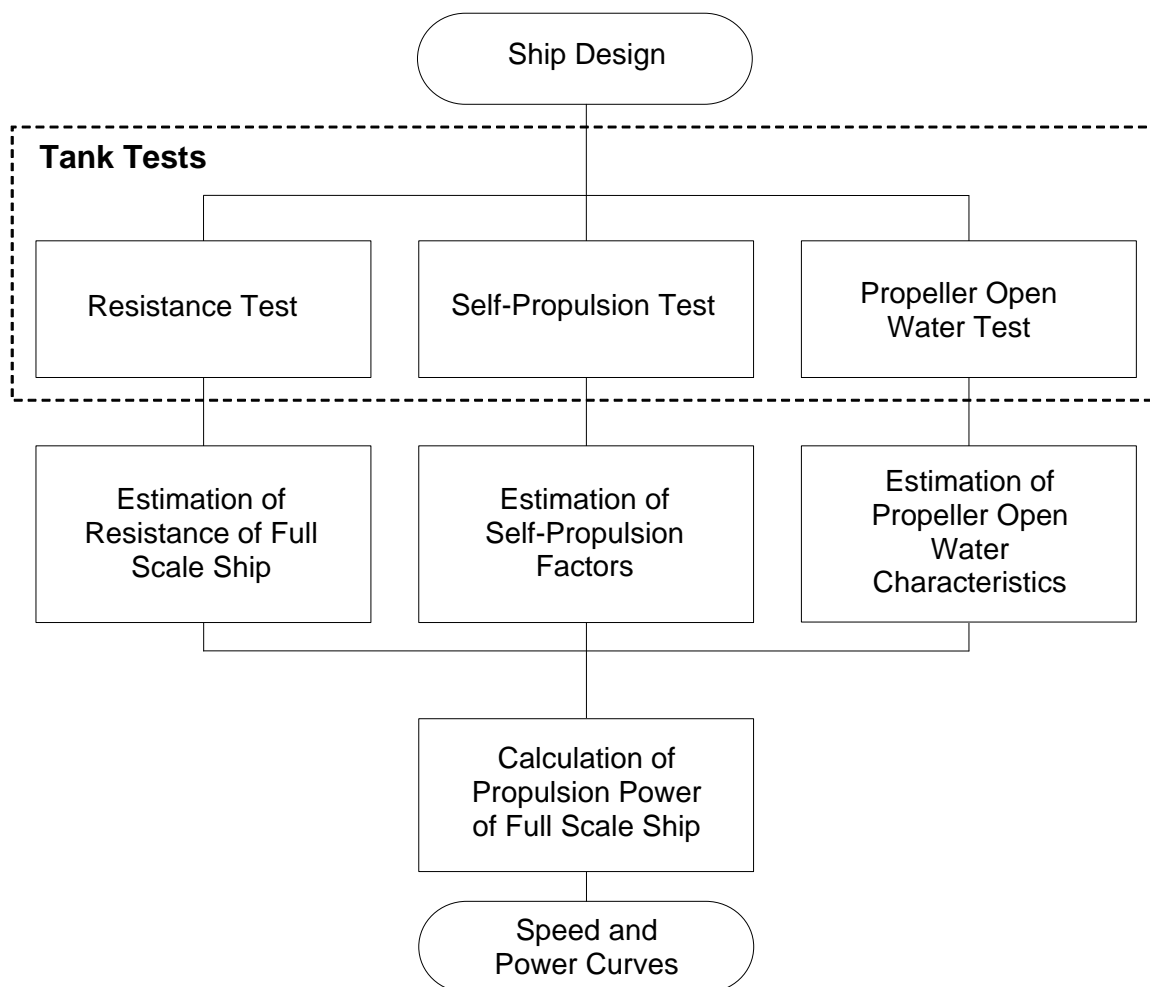 Ship Design
Tank Tests
Resistance Test
Self-Propulsion Test
Propeller Open
Water Test
Estimation of
Resistance of Full
Scale Ship
Estimation of
Self-Propulsion
Factors
Estimation of
Propeller Open
Water
Characteristics
Calculation of
Propulsion Power
of Full Scale Ship
Speed and
Power Curves